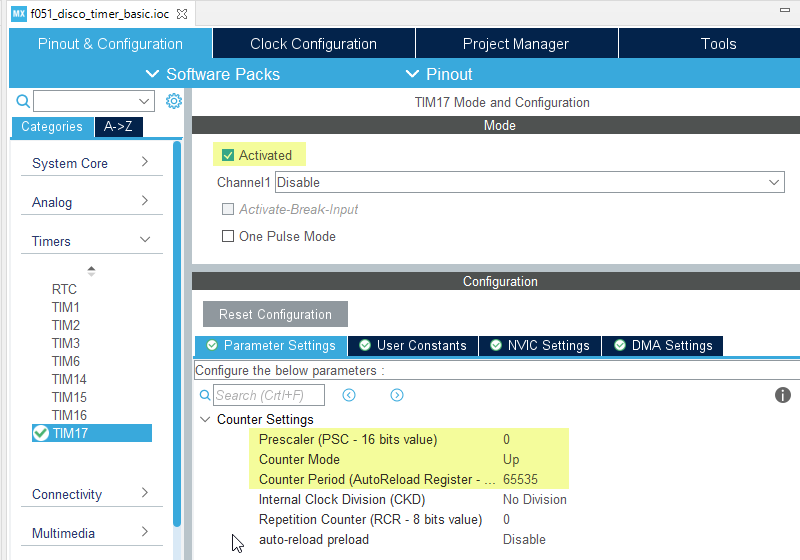 MX f051_disco_timer_basic.ioc
Pinout & Configuration Clock Configuration Project Manager Tools
Software Packs Pinout
TIM17 Mode and Configuration
Categories A->Z
System Core
Analog
Timers
RTC
TIM1
TIM2
TIM3
TIM6
TIM14
TIM15
TIM16
TIM17
Connectivity
Multimedia
Mode
Activated
Channel1 Disable
Activate-Break-Input
One Pulse Mode
Configuration
Reset Configuration
Parameter Settings User Constants NVIC Settings DMA Settings
Configure the below parameters :
Search (Crtl+F)
Counter Settings
Prescaler (PSC - 16 bits value) 0
Counter Mode Up
Counter Period (AutoReload Register - ... 65535
Internal Clock Division (CKD) No Division
Repetition Counter (RCR - 8 bits value) 0
auto-reload preload Disable